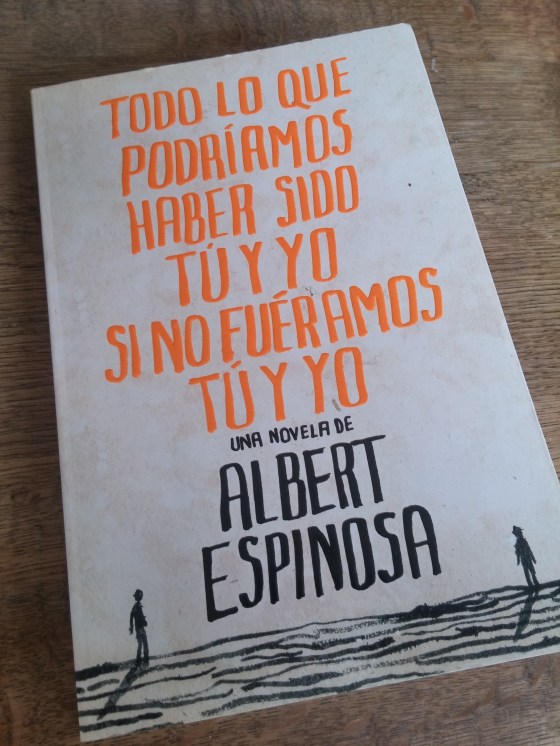 TODO LO QUE
PODRÍAMOS
HABER SIDO
TÚ Y YO
SI NO FUÉRAMOS
TÚ Y YO
UNA NOVELA DE
ALBERT
ESPINOSA